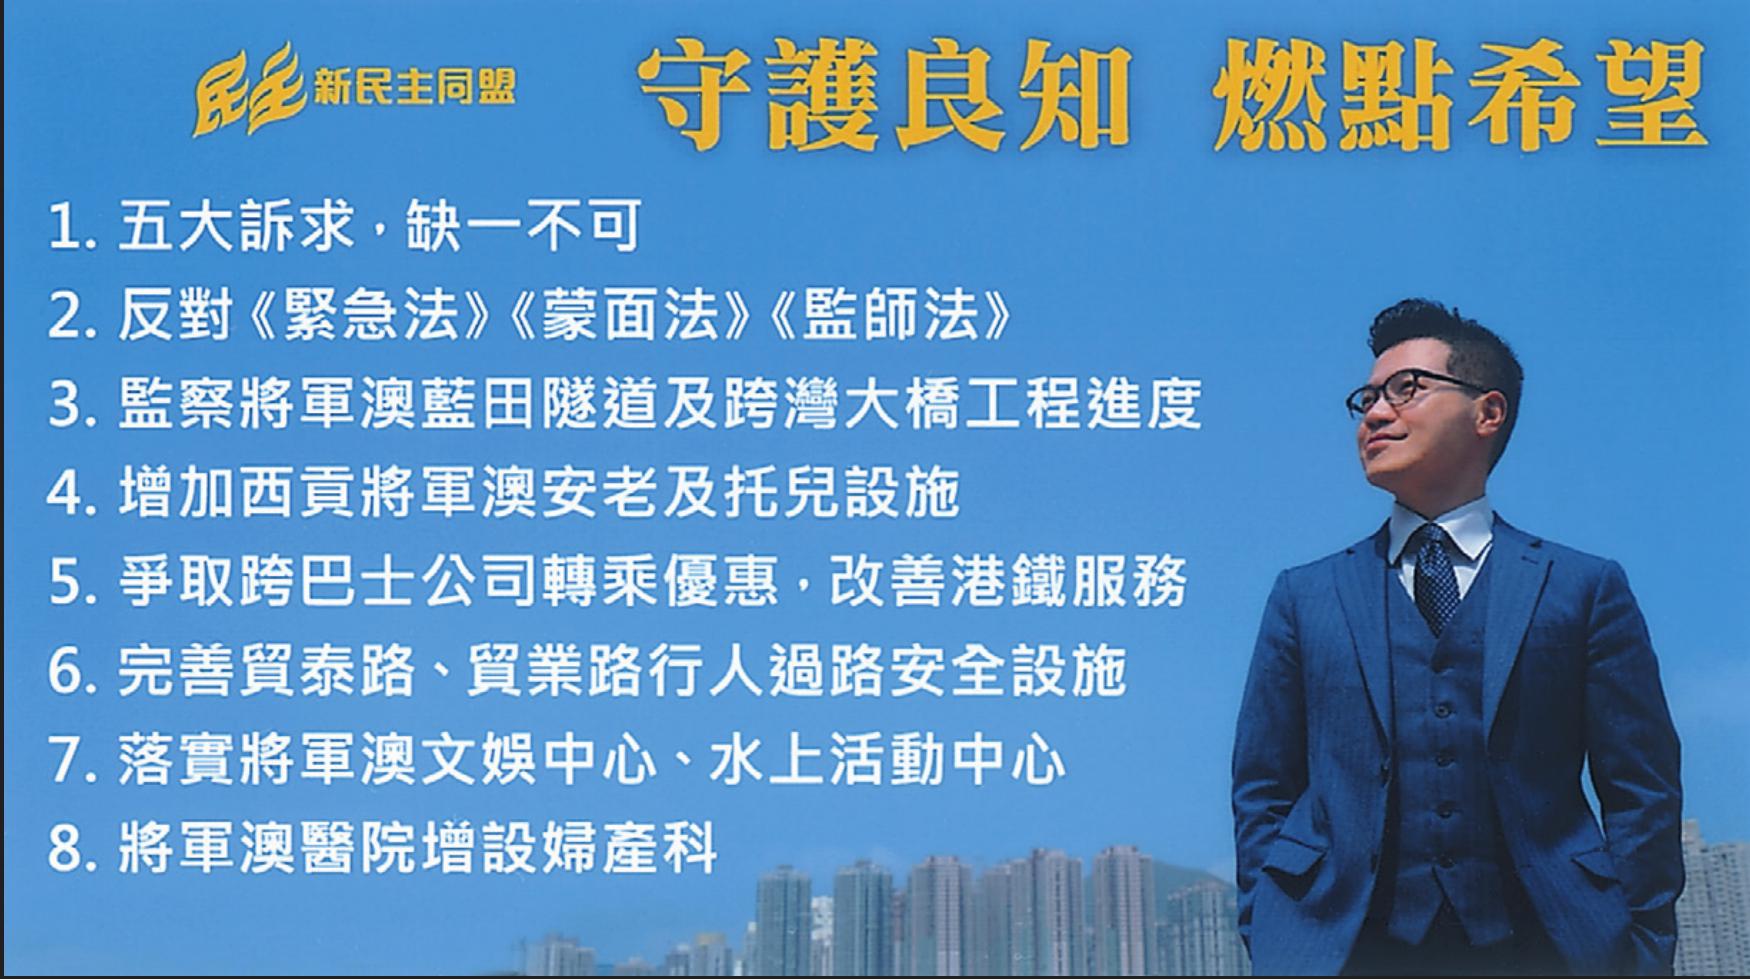 民主 新民主同盟
守護良知 燃點希望
1. 五大訴求，缺一不可
2. 反對《緊急法》《蒙面法》《監師法》
3. 監察將軍澳藍田隧道及跨灣大橋工程進度
4. 增加西貢將軍澳安老及托兒設施
5. 爭取跨巴士公司轉乘優惠，改善港鐵服務
6. 完善貿泰路、貿業路行人過路安全設施
7. 落實將軍澳文娛中心、水上活動中心
8. 將軍澳醫院增設婦產科